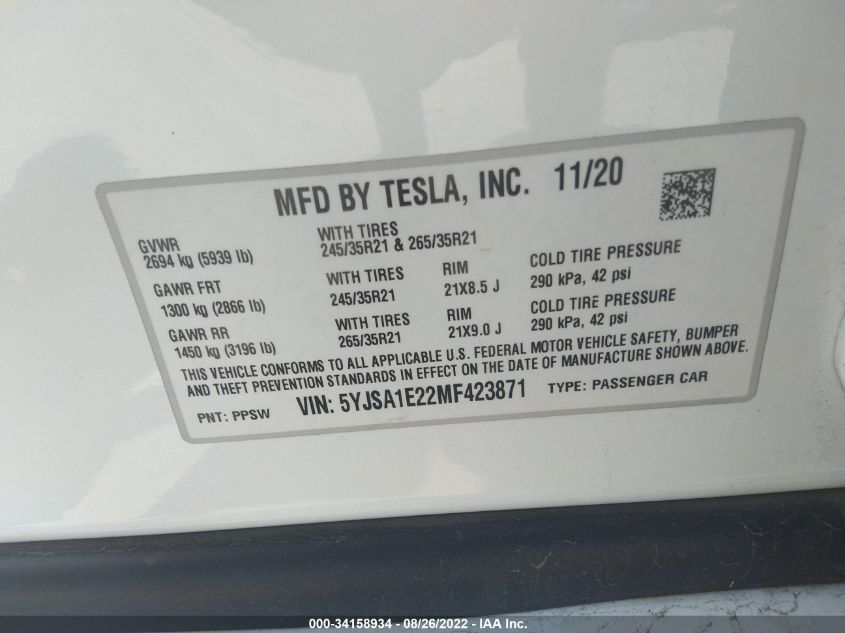 MFD BY TESLA, INC. 11/20
GVWR
2694 kg (5939 lb)
WITH TIRES
245/35R21 & 265/35R21
GAWR FRT
1300 kg (2866 lb)
WITH TIRES
245/35R21
RIM
21X8.5 J
COLD TIRE PRESSURE
290 kPa, 42 psi
GAWR RR
1450 kg (3196 lb)
WITH TIRES
265/35R21
RIM
21X9.0 J
COLD TIRE PRESSURE
290 kPa, 42 psi
THIS VEHICLE CONFORMS TO ALL APPLICABLE U.S. FEDERAL MOTOR VEHICLE SAFETY, BUMPER
AND THEFT PREVENTION STANDARDS IN EFFECT ON THE DATE OF MANUFACTURE SHOWN ABOVE.
PNT: PPSW VIN: 5YJSA1E22MF423871 TYPE: PASSENGER CAR
000-34158934 - 08/26/2022 - IAA Inc.